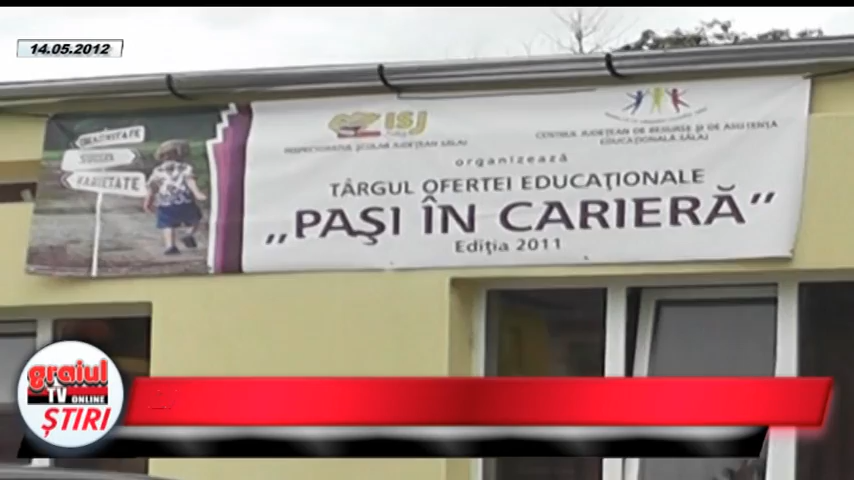 14.05.2012
VARIETATE
ISJ
INSPECTORATUL ŞCOLAR JUDEŢEAN SĂLAJ
CENTRUL JUDEŢEAN DE RESURSE ŞI DE ASISTENŢĂ
EDUCAŢIONALĂ SĂLAJ
organizează
TÂRGUL OFERTEI EDUCAŢIONALE
„PAŞI ÎN CARIERĂ”
Ediţia 2011
graiul
TV ONLINE
ŞTIRI